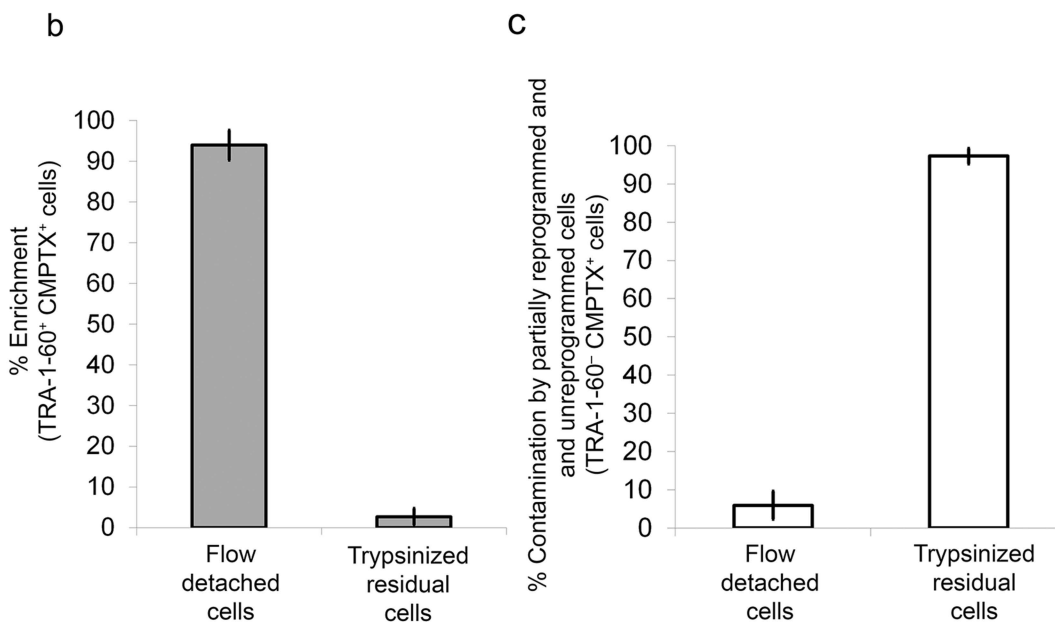 b
% Enrichment
(TRA-1-60⁺ CMPTX⁺ cells)
100
90
80
70
60
50
40
30
20
10
0
Flow
detached
cells
Trypsinized
residual
cells
c
% Contamination by partially reprogrammed and
and unreprogrammed cells
(TRA-1-60⁻ CMPTX⁺ cells)
100
90
80
70
60
50
40
30
20
10
0
Flow
detached
cells
Trypsinized
residual
cells